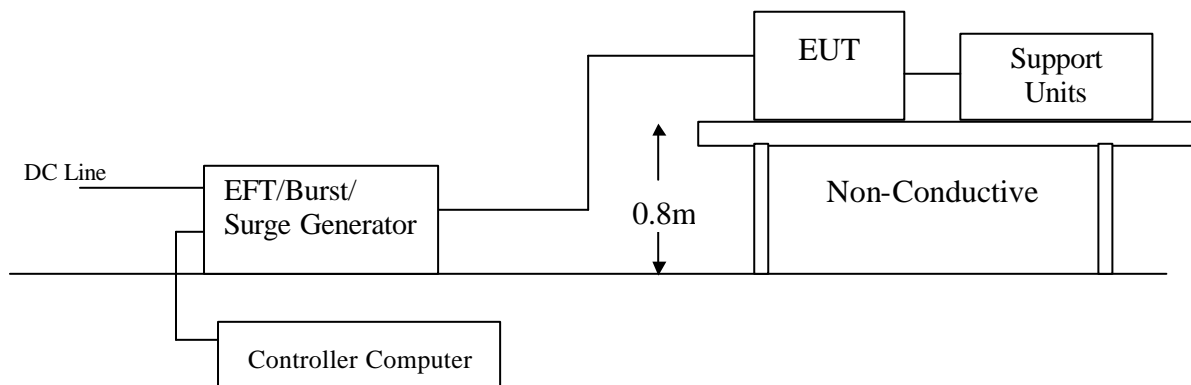 EUT
Support
Units
DC Line
EFT/Burst/
Surge Generator
0.8m
Non-Conductive
Controller Computer